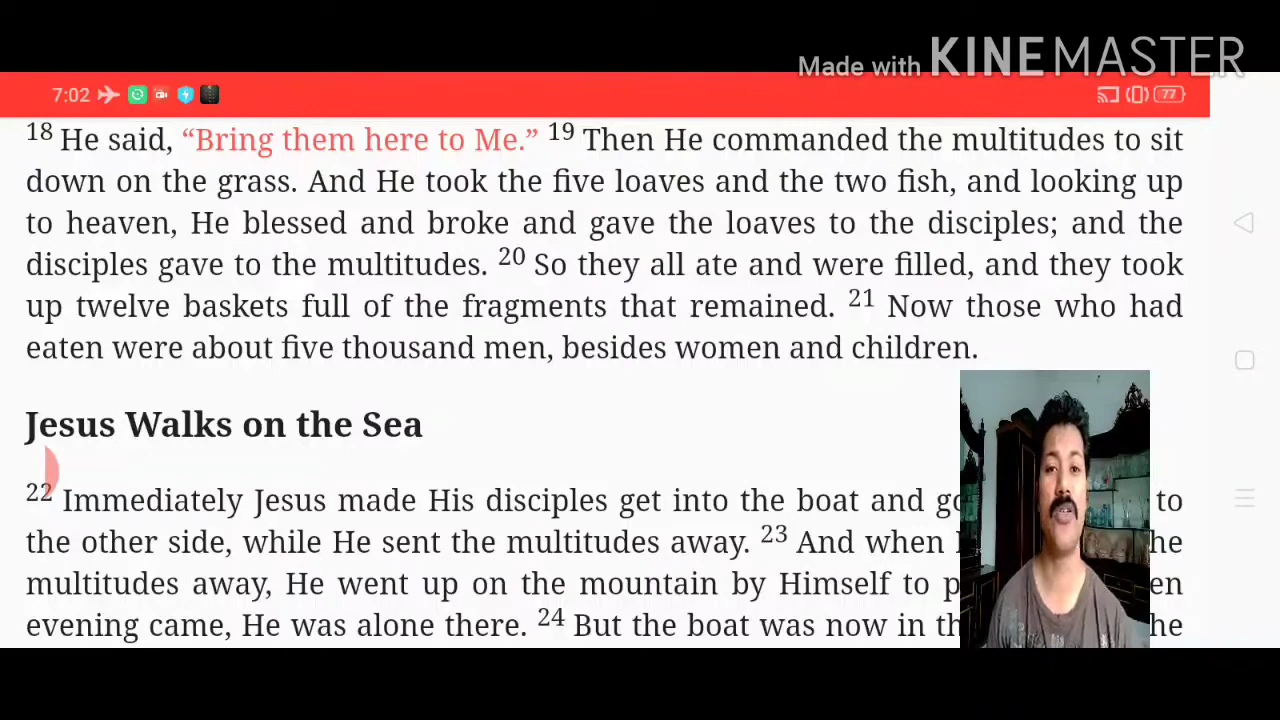 Made with KINEMASTER
7:02
77
18 He said, “Bring them here to Me.” 19 Then He commanded the multitudes to sit
down on the grass. And He took the five loaves and the two fish, and looking up
to heaven, He blessed and broke and gave the loaves to the disciples; and the
disciples gave to the multitudes. 20 So they all ate and were filled, and they took
up twelve baskets full of the fragments that remained. 21 Now those who had
eaten were about five thousand men, besides women and children.
Jesus Walks on the Sea
22 Immediately Jesus made His disciples get into the boat and to
the other side, while He sent the multitudes away. 23 And when
multitudes away, He went up on the mountain by Himself to
evening came, He was alone there. 24 But the boat was now in